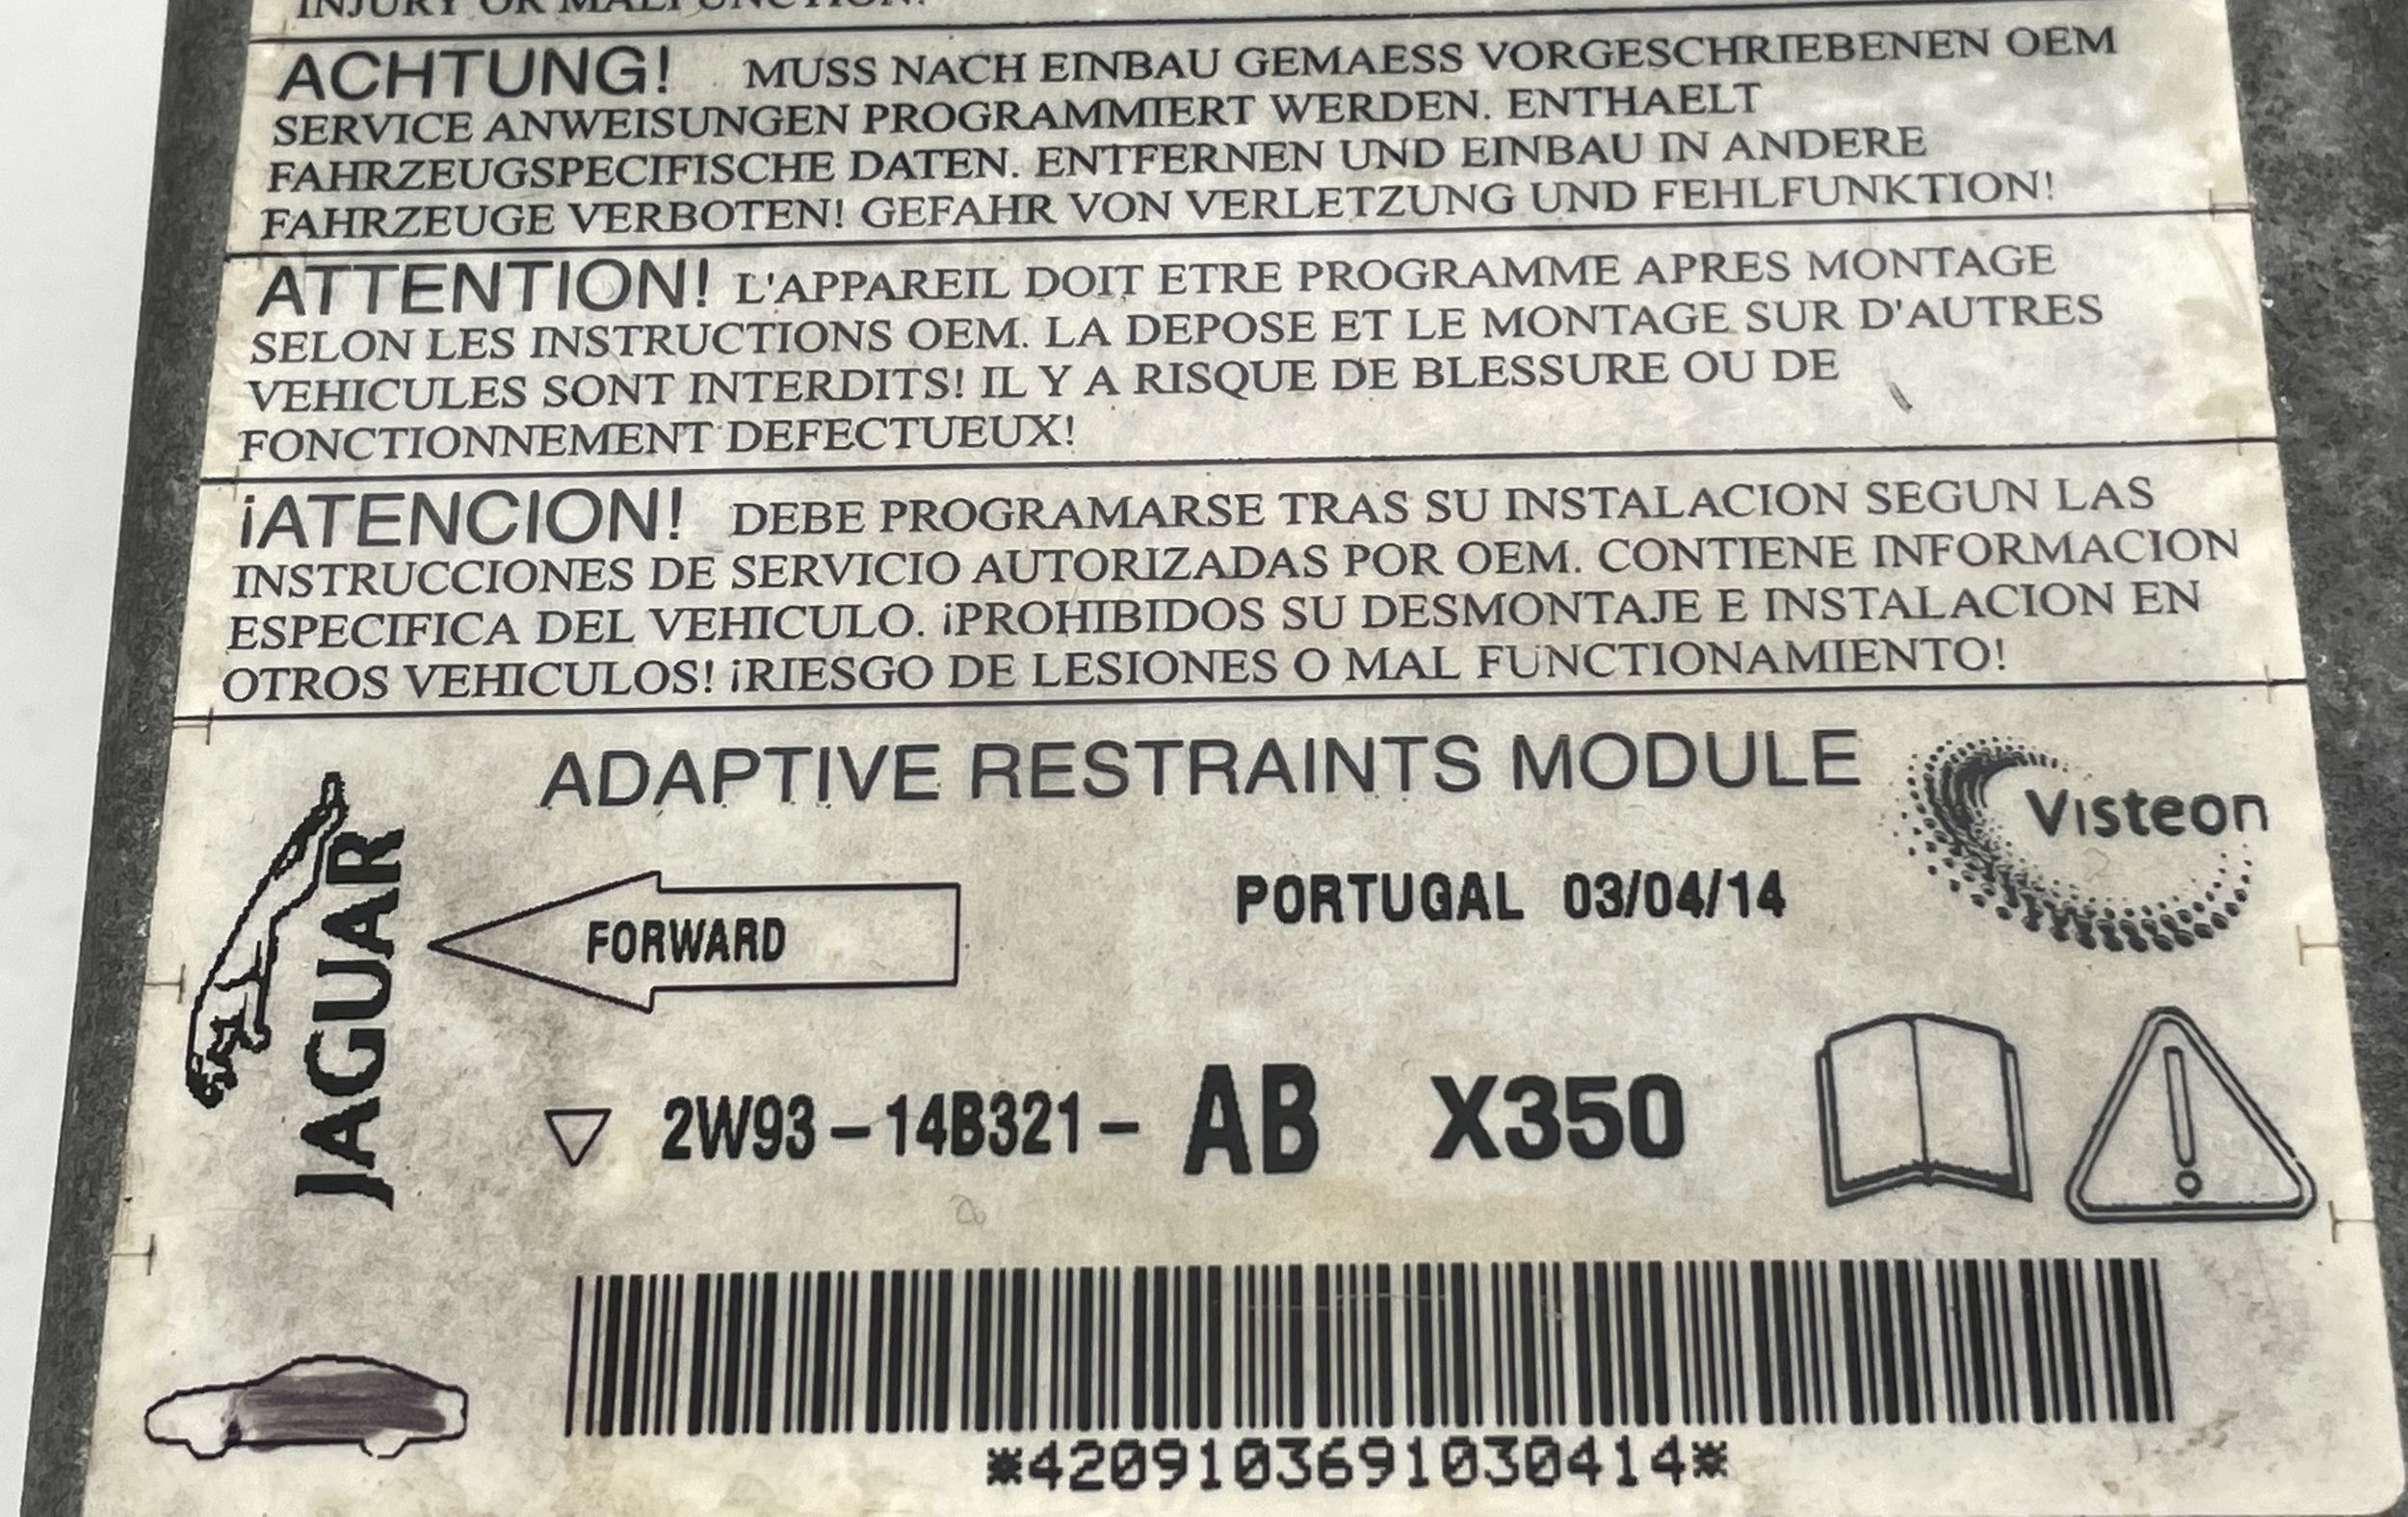 INJURY OR MALFUNCTION!
ACHTUNG! MUSS NACH EINBAU GEMAESS VORGESCHRIEBENEN OEM
SERVICE ANWEISUNGEN PROGRAMMIERT WERDEN. ENTHAELT
FAHRZEUGSPECIFISCHE DATEN. ENTFERNEN UND EINBAU IN ANDERE
FAHRZEUGE VERBOTEN! GEFAHR VON VERLETZUNG UND FEHLFUNKTION!
ATTENTION! L'APPAREIL DOIT ETRE PROGRAMME APRES MONTAGE
SELON LES INSTRUCTIONS OEM. LA DEPOSE ET LE MONTAGE SUR D'AUTRES
VEHICULES SONT INTERDITS! IL Y A RISQUE DE BLESSURE OU DE
FONCTIONNEMENT DEFECTUEUX!
¡ATENCION! DEBE PROGRAMARSE TRAS SU INSTALACION SEGUN LAS
INSTRUCCIONES DE SERVICIO AUTORIZADAS POR OEM. CONTIENE INFORMACION
ESPECIFICA DEL VEHICULO. ¡PROHIBIDOS SU DESMONTAJE E INSTALACION EN
OTROS VEHICULOS! ¡RIESGO DE LESIONES O MAL FUNCTIONAMIENTO!
ADAPTIVE RESTRAINTS MODULE
Visteon
JAGUAR
FORWARD
PORTUGAL 03/04/14
2W93-14B321-AB X350
*4209103691030414*